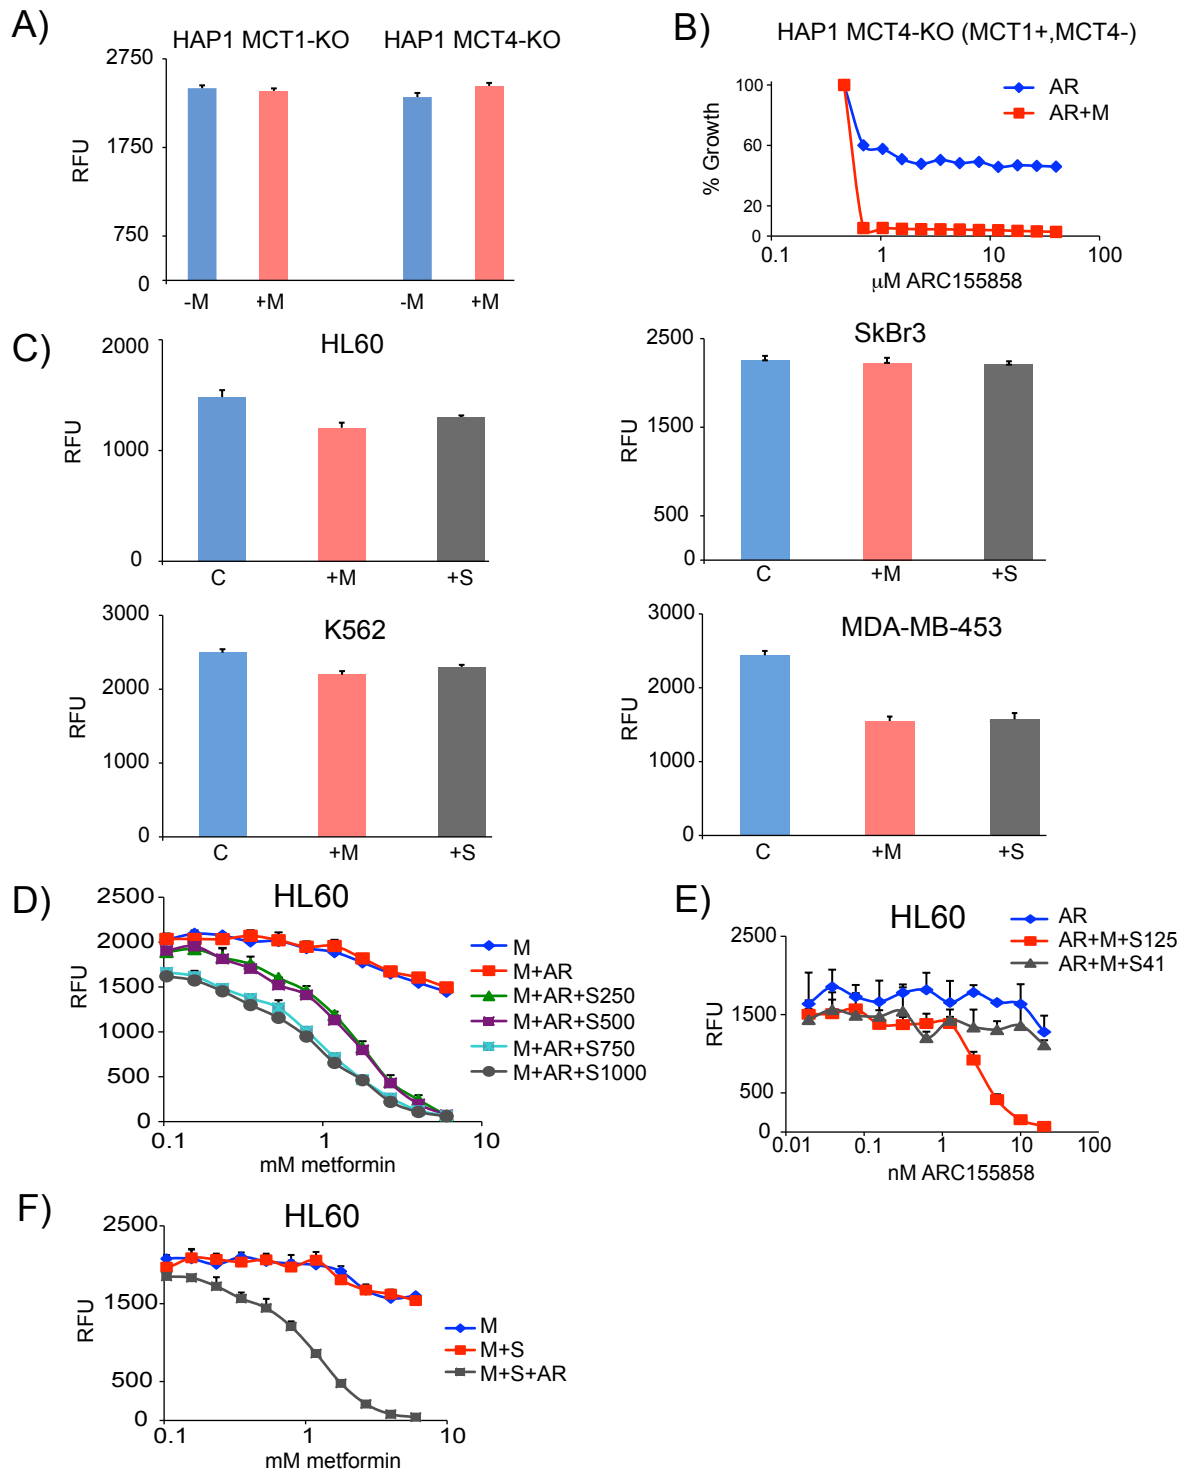 A)
HAP1 MCT1-KO HAP1 MCT4-KO
2750
1750
750
0
RFU
-M +M -M +M
B)
HAP1 MCT4-KO (MCT1+,MCT4-)
100
60
20
0
% Growth
AR
AR+M
0.1 1 10 100
µM ARC155858
C)
HL60
2000
1000
0
RFU
C +M +S
SkBr3
2500
1500
500
0
RFU
C +M +S
K562
3000
2000
1000
0
RFU
C +M +S
MDA-MB-453
3000
2000
1000
0
RFU
C +M +S
D)
HL60
2500
2000
1500
1000
500
0
RFU
M
M+AR
M+AR+S250
M+AR+S500
M+AR+S750
M+AR+S1000
0.1 1 10
mM metformin
E)
HL60
AR
AR+M+S125
AR+M+S41
2500
1500
500
0
RFU
0.01 0.1 1 10 100
nM ARC155858
F)
HL60
2500
1500
500
0
RFU
M
M+S
M+S+AR
0.1 1 10
mM metformin